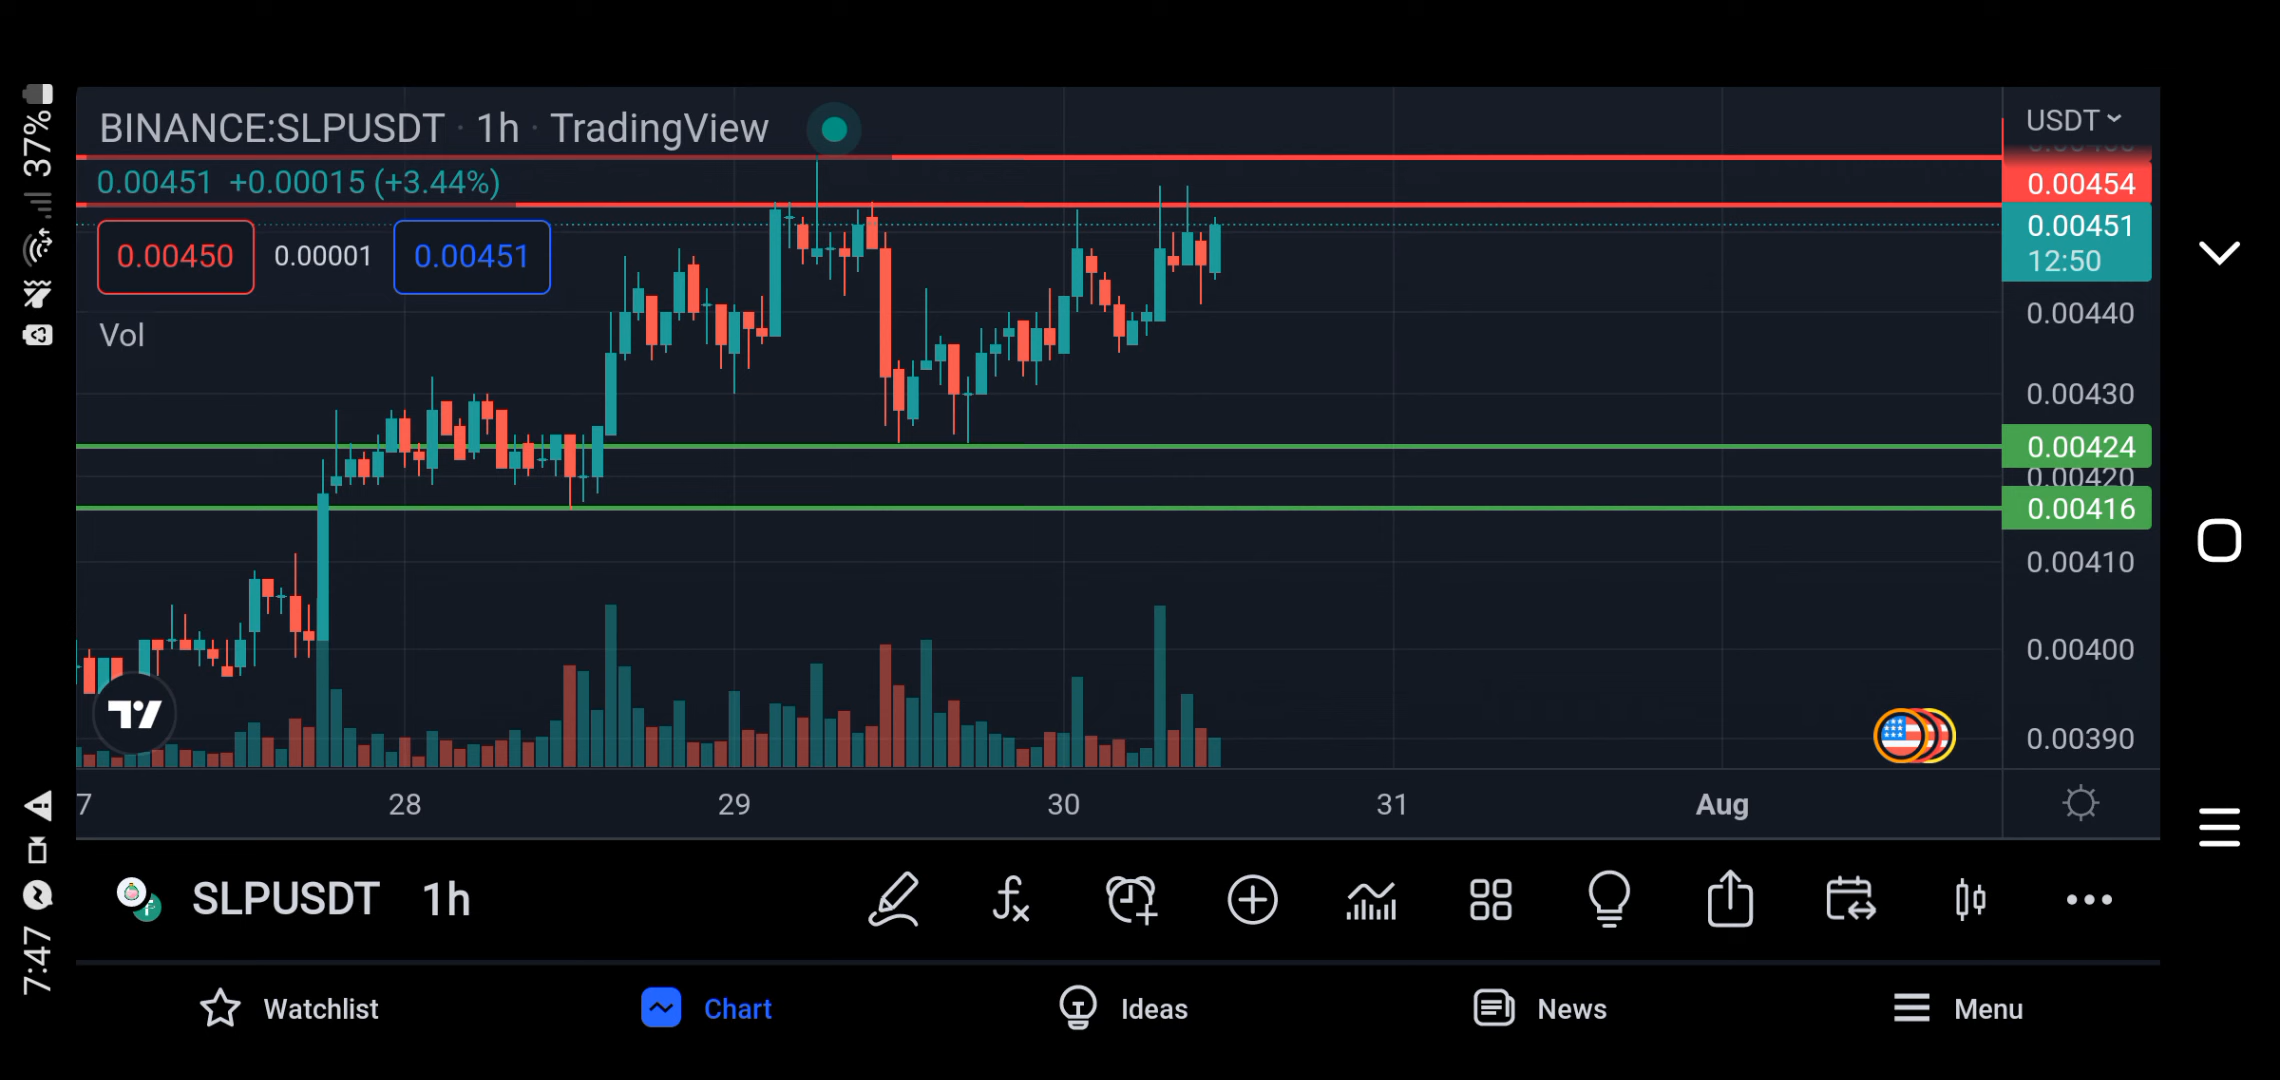 BINANCE:SLPUSDT · 1h · TradingView
USDT
0.00451 +0.00015 (+3.44%)
0.00454
0.00450 0.00001 0.00451
0.00451
12:50
Vol
0.00440
0.00430
0.00424
0.00420
0.00416
0.00410
0.00400
0.00390
7 28 29 30 31 Aug
SLPUSDT 1h
Watchlist Chart Ideas News Menu
37%
7:47